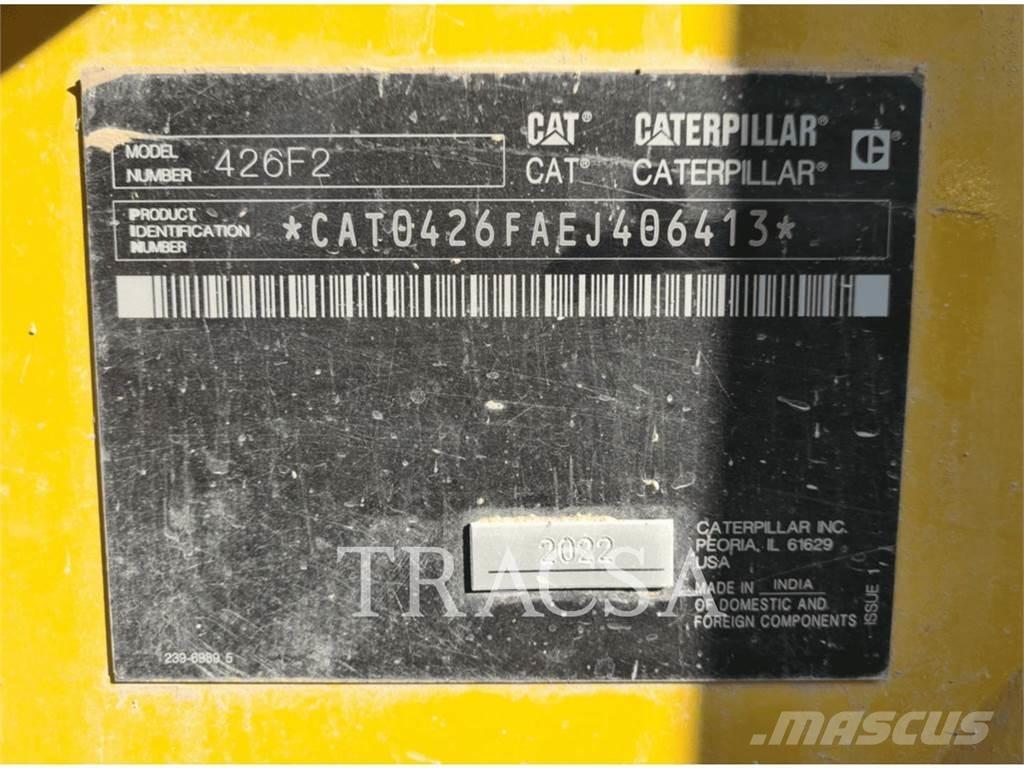 CAT® CATERPILLAR®
CAT® CATERPILLAR®
MODEL
NUMBER 426F2
PRODUCT
IDENTIFICATION
NUMBER *CAT0426FAEJ406413*
2022
CATERPILLAR INC.
PEORIA, IL 61629
USA
MADE IN INDIA
OF DOMESTIC AND
FOREIGN COMPONENTS
ISSUE 1
239-6989 5
TRACSA
MASCUS